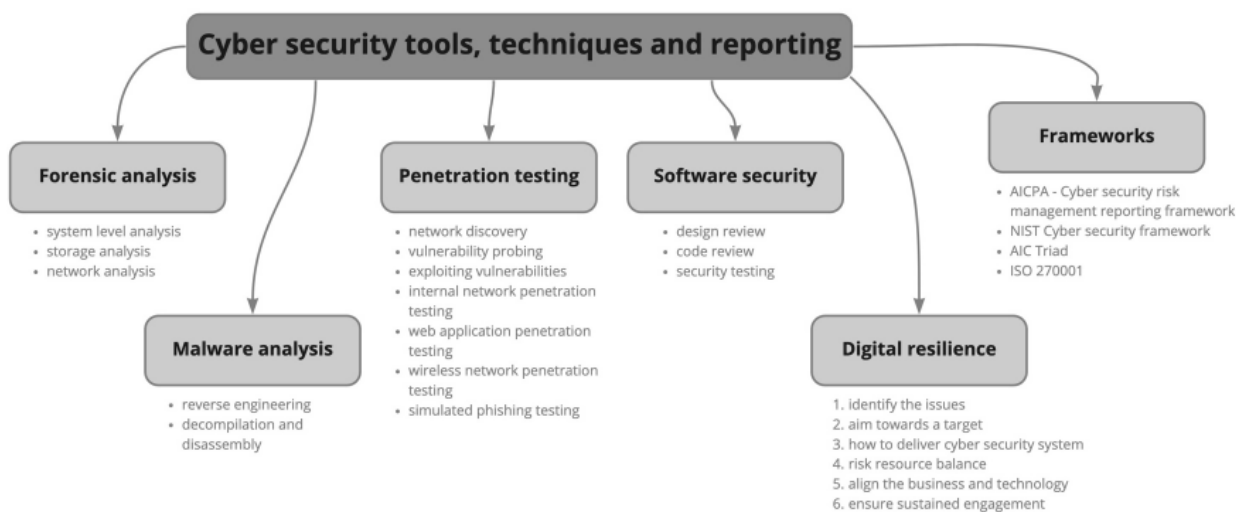 Cyber security tools, techniques and reporting
Forensic analysis
• system level analysis
• storage analysis
• network analysis
Malware analysis
• reverse engineering
• decompilation and
disassembly
Penetration testing
• network discovery
• vulnerability probing
• exploiting vulnerabilities
• internal network penetration
testing
• web application penetration
testing
• wireless network penetration
testing
• simulated phishing testing
Software security
• design review
• code review
• security testing
Digital resilience
1. identify the issues
2. aim towards a target
3. how to deliver cyber security system
4. risk resource balance
5. align the business and technology
6. ensure sustained engagement
Frameworks
• AICPA - Cyber security risk
management reporting framework
• NIST Cyber security framework
• AIC Triad
• ISO 270001